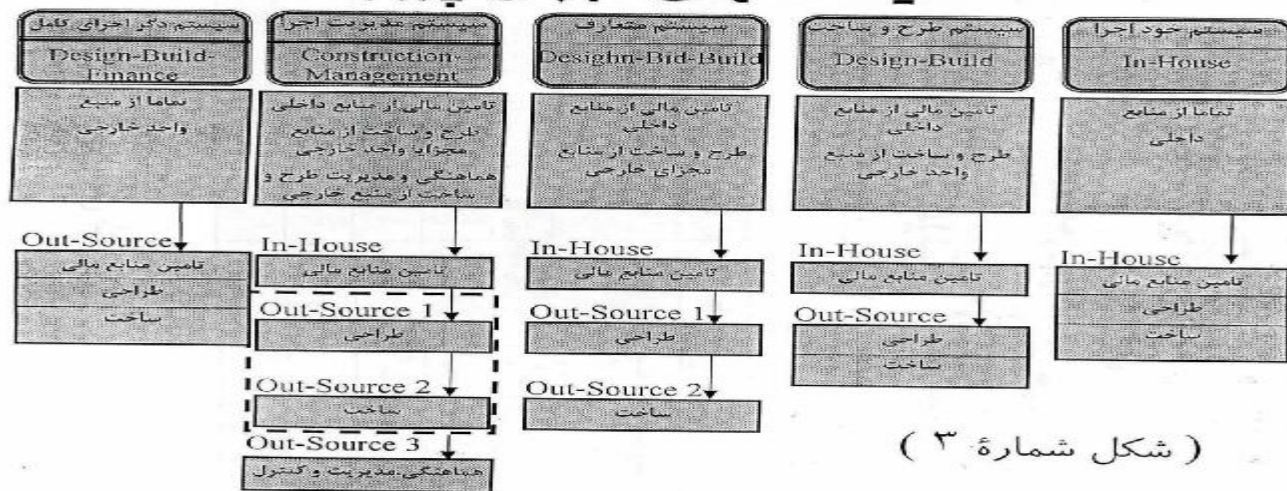 سیستم خود اجرا
In-House
تماما از منابع
داخلی
In-House
تامین منابع مالی
طراحی
ساخت
سیستم طرح و ساخت
Design-Build
تامین مالی از منابع
داخلی
طرح و ساخت از منبع
واحد خارجی
In-House
تامین منابع مالی
Out-Source
طراحی
ساخت
سیستم متعارف
Desighn-Bid-Build
تامین مالی از منابع
داخلی
طرح و ساخت از منابع
مجزای خارجی
In-House
تامین منابع مالی
Out-Source 1
طراحی
Out-Source 2
ساخت
سیستم مدیریت اجرا
Construction-
Management
تامین مالی از منابع داخلی
طرح و ساخت از منابع
مجزایا واحد خارجی
هماهنگی و مدیریت طرح و
ساخت از منبع خارجی
In-House
تامین منابع مالی
Out-Source 1
طراحی
Out-Source 2
ساخت
Out-Source 3
هماهنگی،مدیریت و کنترل
سیستم دگر اجرای کامل
Design-Build-
Finance
تماما از منبع
واحد خارجی
Out-Source
تامین منابع مالی
طراحی
ساخت
( شکل شمارهٔ ۳ )